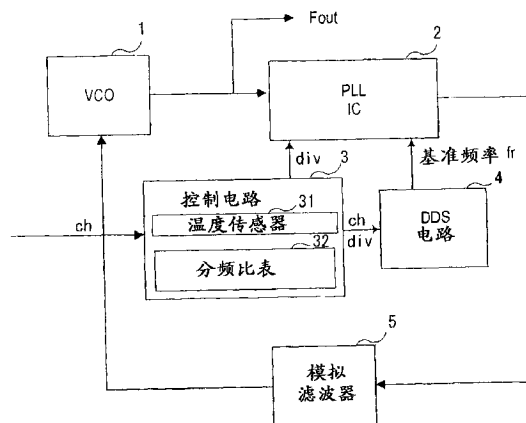 Fout
1
2
VCO
PLL
IC
div
3
基准频率 fr
4
控制电路
31
温度传感器
32
分频比表
ch
ch
div
DDS
电路
5
模拟
滤波器